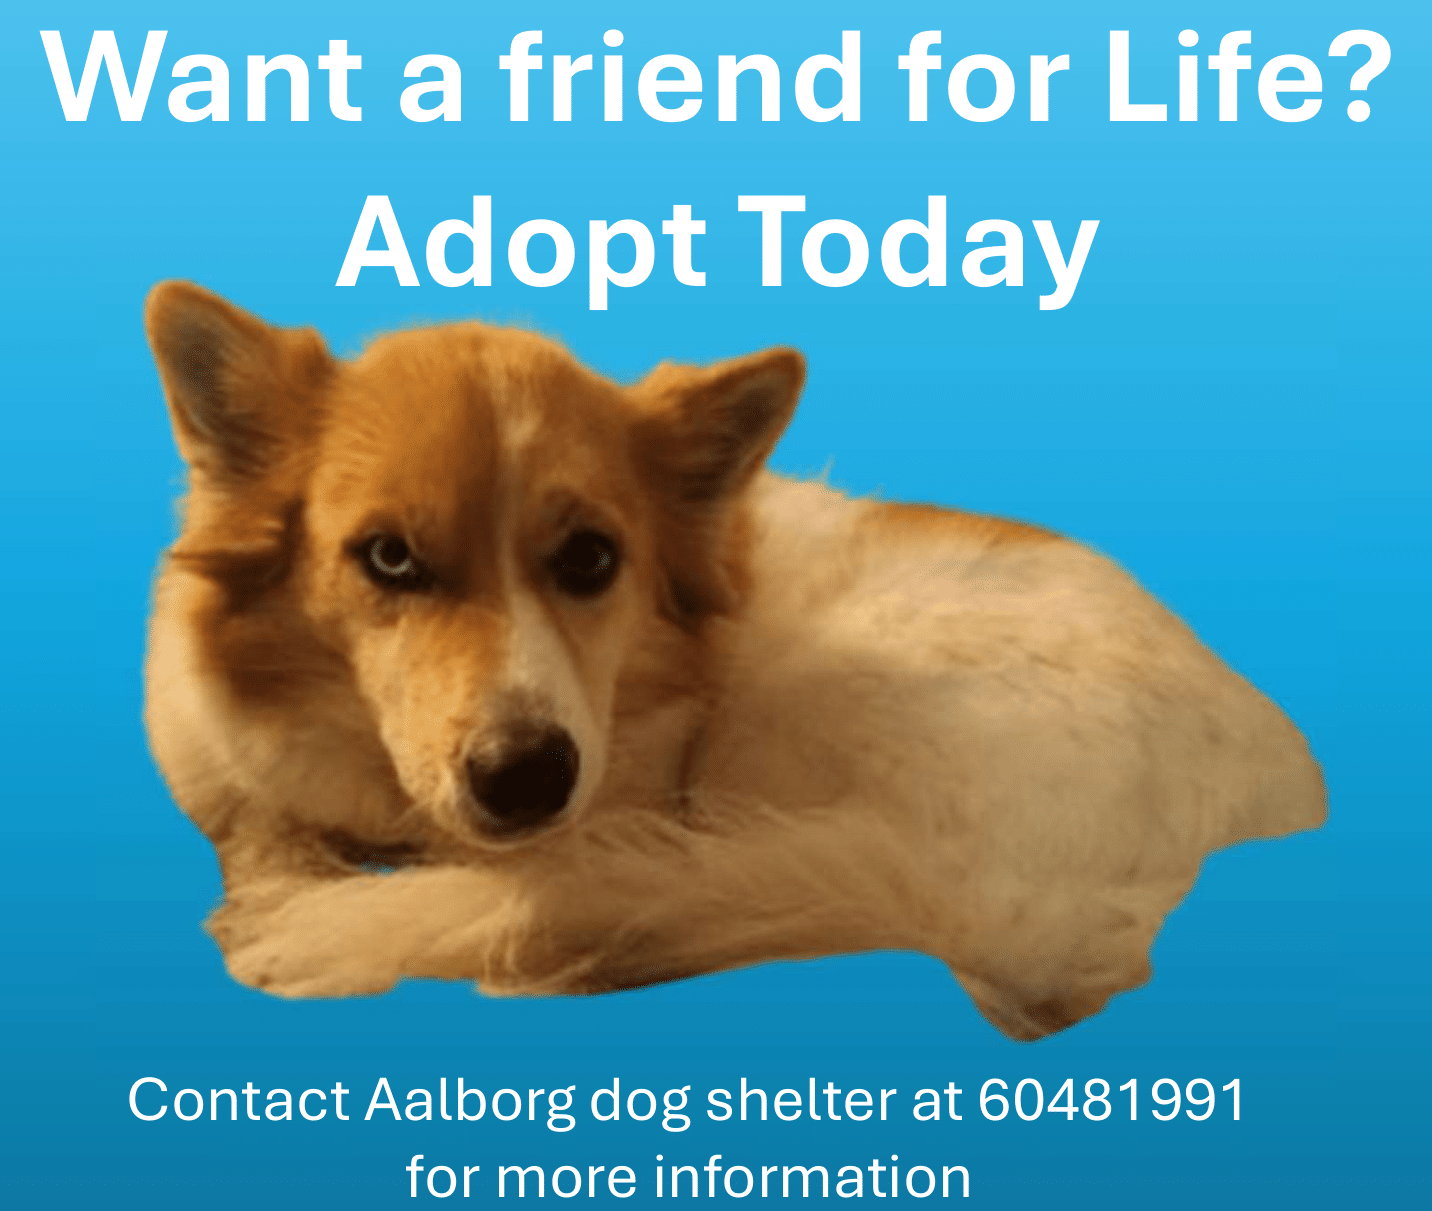 Want a friend for Life?
Adopt Today
Contact Aalborg dog shelter at 60481991
for more information